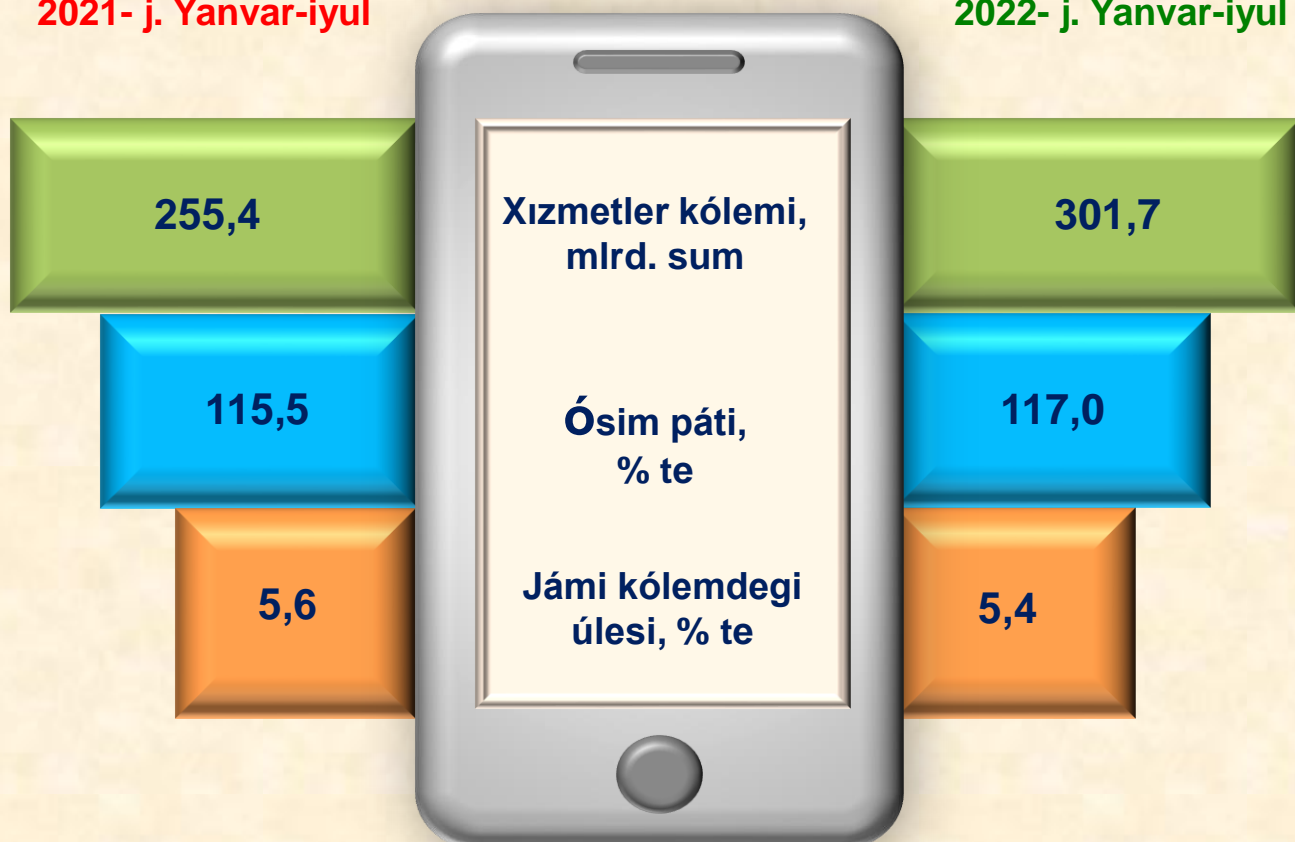 2021- j. Yanvar-iyul
2022- j. Yanvar-iyul
255,4
Xızmetler kólemi,
mlrd. sum
301,7
115,5
Ósim páti,
% te
117,0
5,6
Jámi kólemdegi
úlesi, % te
5,4